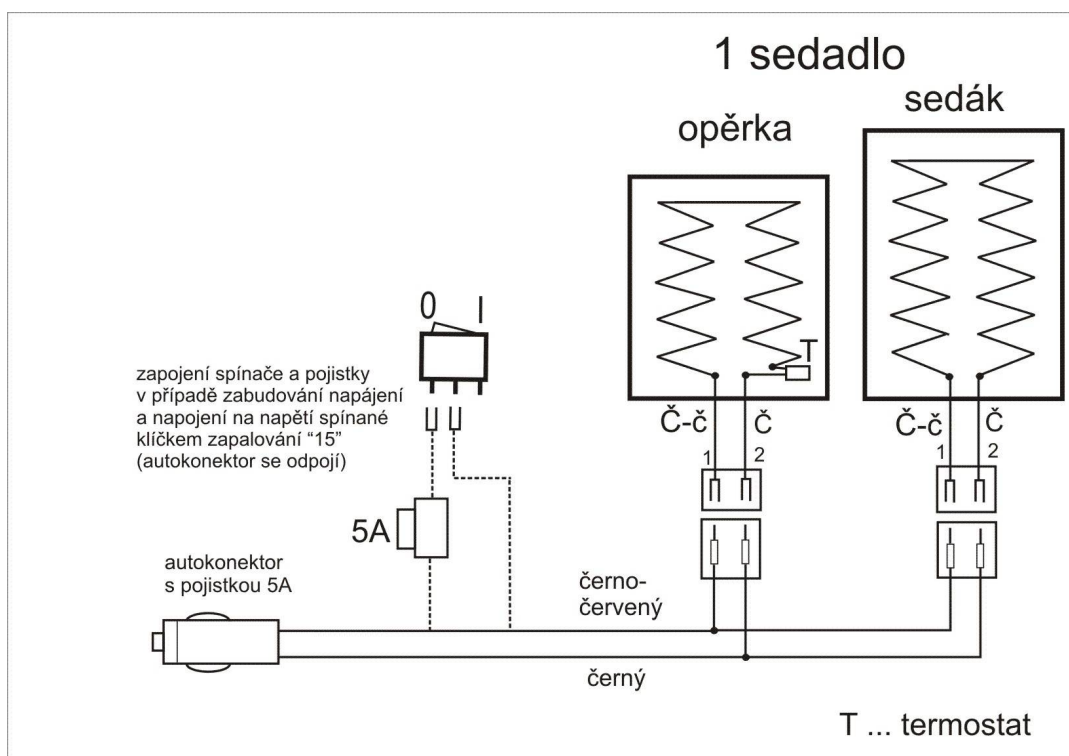 1 sedadlo
opěrka
sedák
0 I
T
zapojení spínače a pojistky
v případě zabudování napájení
a napojení na napětí spínané
klíčkem zapalování “15”
(autokonektor se odpojí)
Č-č Č
1 2
Č-č Č
1 2
5A
autokonektor
s pojistkou 5A
černo-
červený
černý
T ... termostat